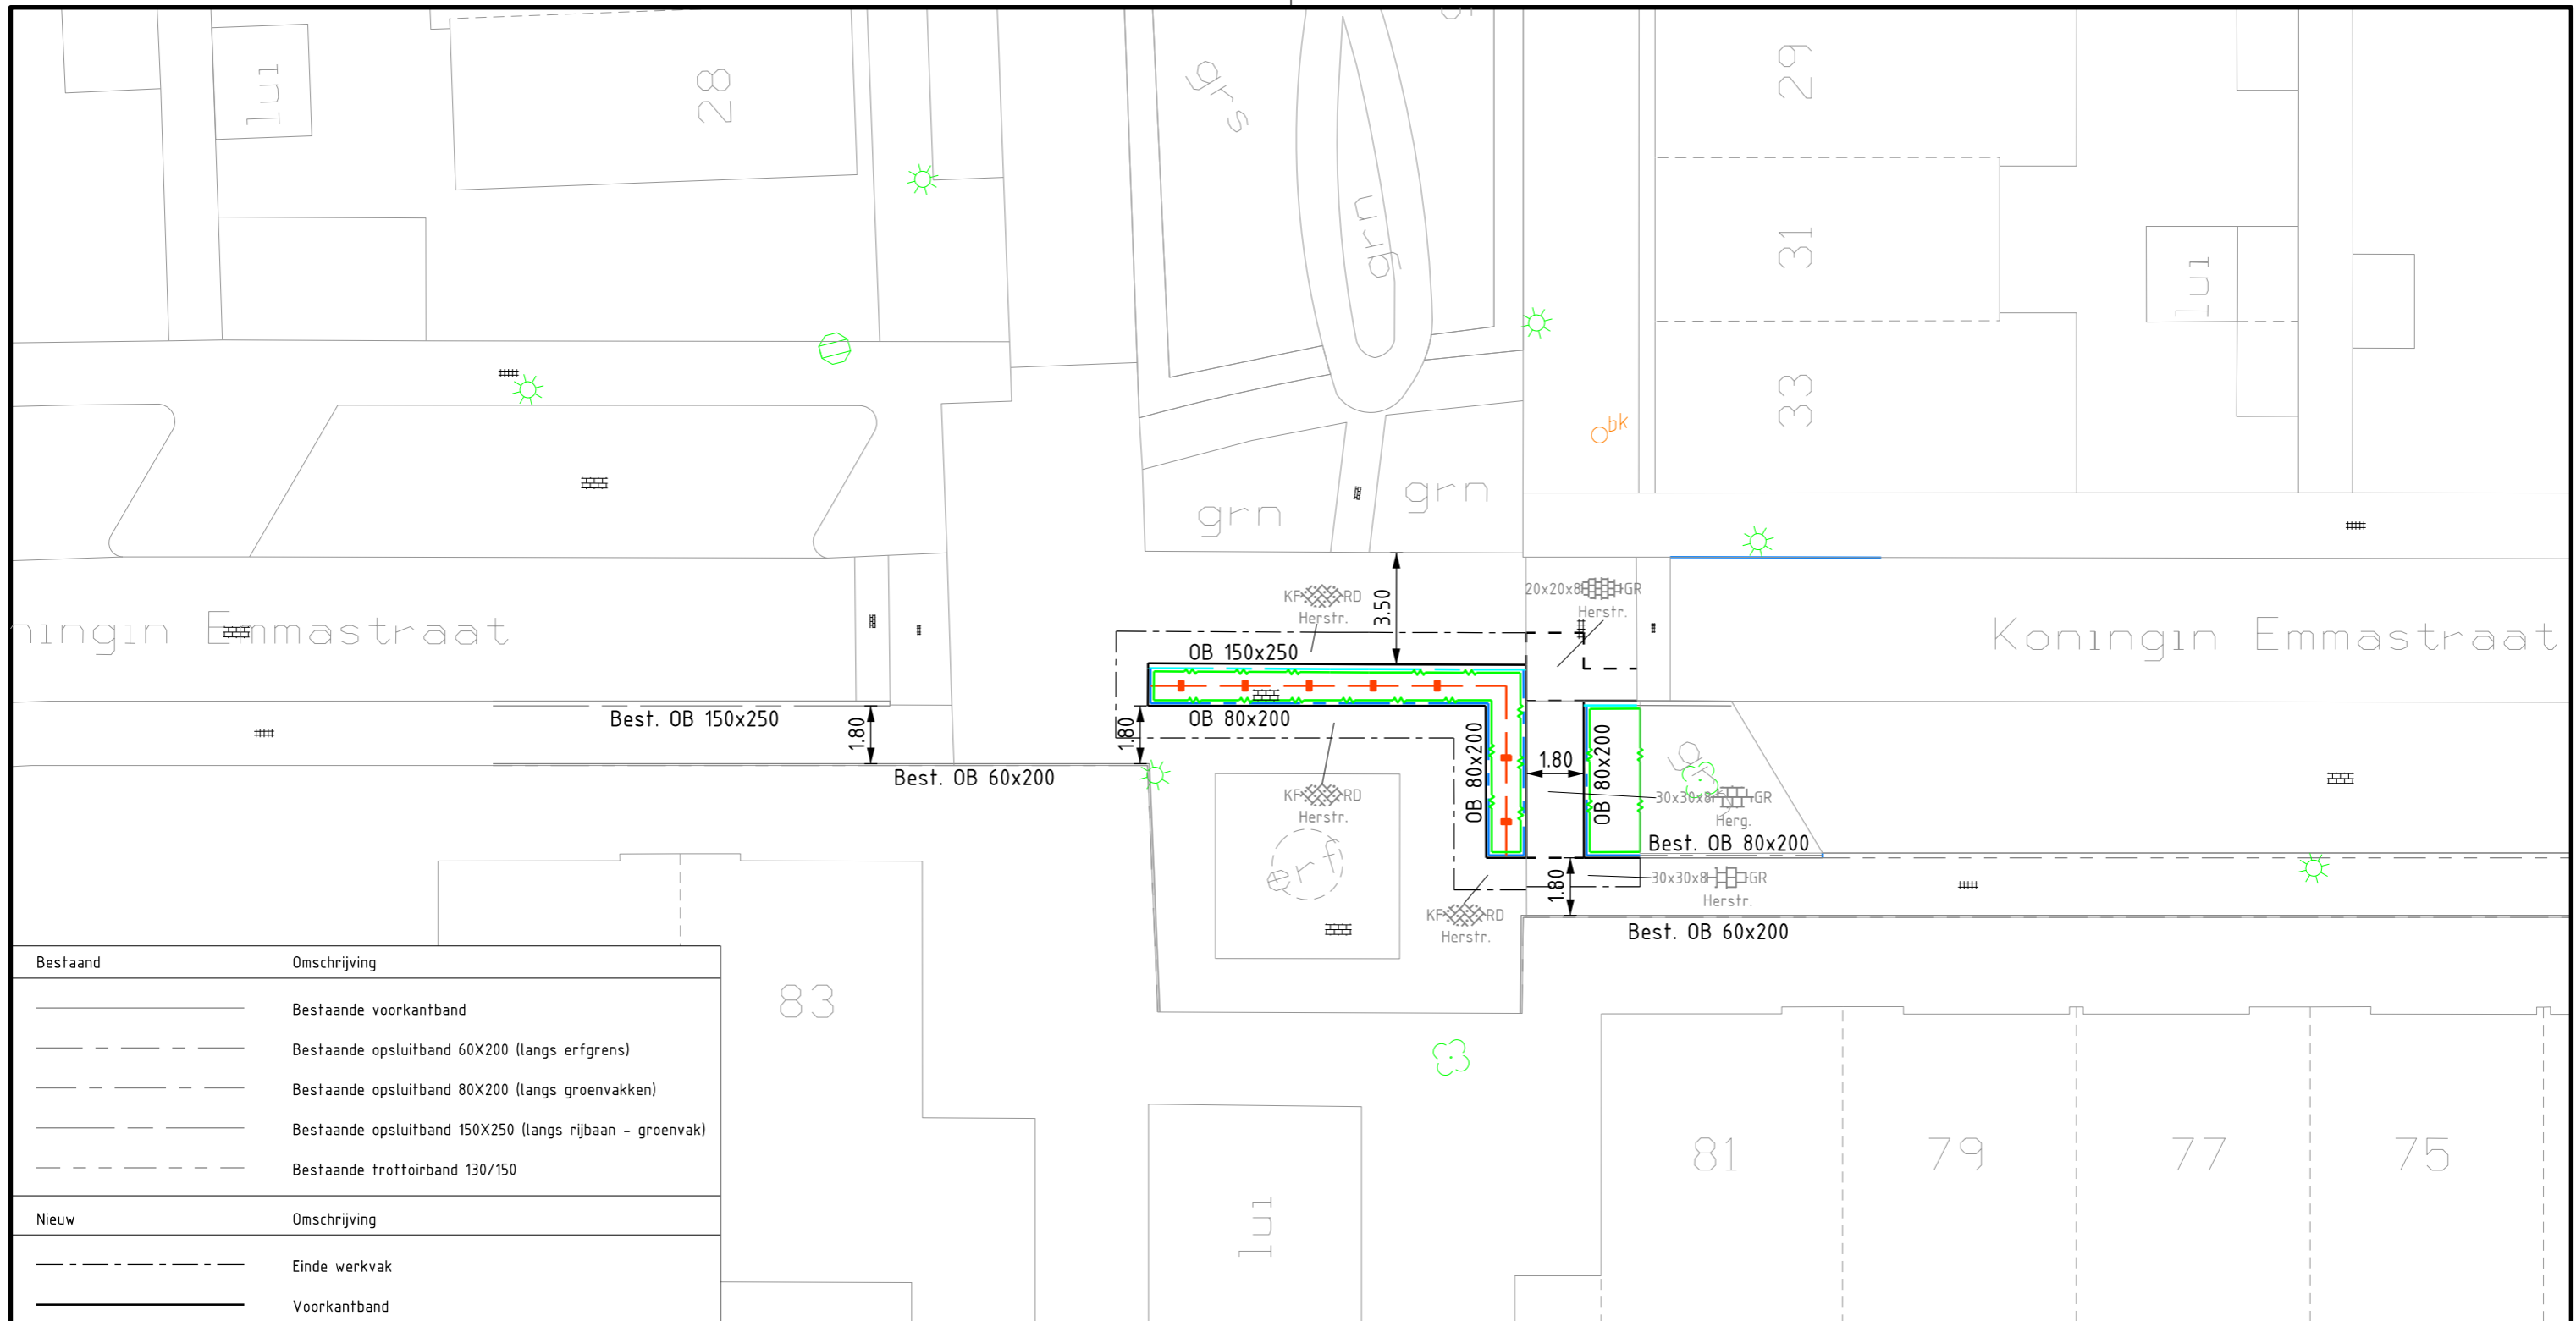 lui
28
grs
grn
29
31
33
lui
bk
grn
grn
ningin Emmastraat
Koningin Emmastraat
KF RD
Herstr.
3.50
20x20x8 GR
Herstr.
OB 150x250
Best. OB 150x250
1.80
1.80
OB 80x200
Best. OB 60x200
OB 80x200
1.80
OB 80x200
KF RD
Herstr.
30x30x8 GR
Herg.
Best. OB 80x200
erf
30x30x8 GR
Herstr.
1.80
KF RD
Herstr.
Best. OB 60x200
83
81
79
77
75
lui
Bestaand Omschrijving
Bestaande voorkantband
Bestaande opsluitband 60X200 (langs erfgrens)
Bestaande opsluitband 80X200 (langs groenvakken)
Bestaande opsluitband 150X250 (langs rijbaan - groenvak)
Bestaande trottoirband 130/150
Nieuw Omschrijving
Einde werkvak
Voorkantband